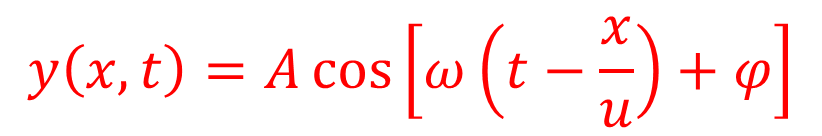 y(x, t) = A cos[ω(t − x/u) + φ]